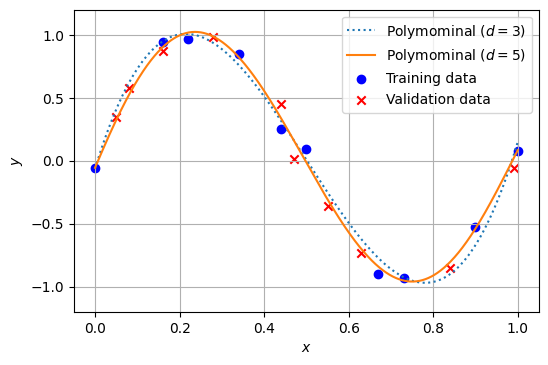 Polymominal (d = 3)
Polymominal (d = 5)
Training data
Validation data
1.0
0.5
0.0
−0.5
−1.0
y
0.0 0.2 0.4 0.6 0.8 1.0
x